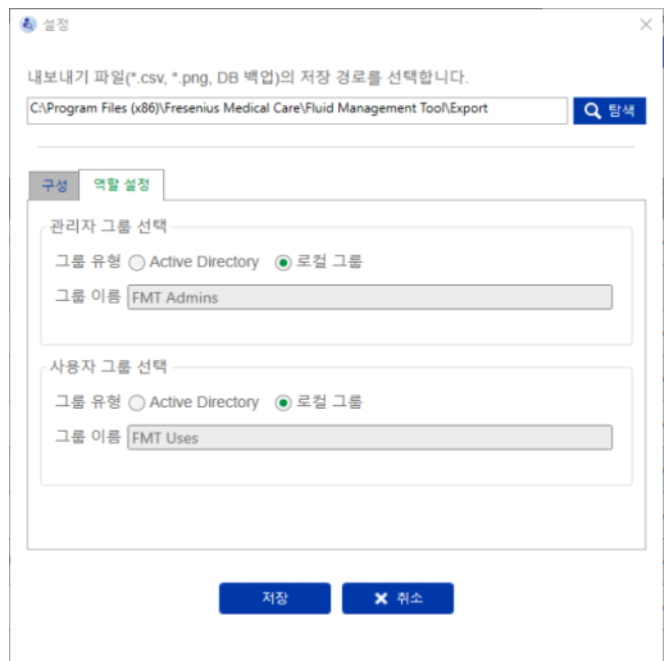 설정
내보내기 파일(*.csv, *.png, DB 백업)의 저장 경로를 선택합니다.
C:\Program Files (x86)\Fresenius Medical Care\Fluid Management Tool\Export
탐색
구성 역할 설정
관리자 그룹 선택
그룹 유형 Active Directory 로컬 그룹
그룹 이름 FMT Admins
사용자 그룹 선택
그룹 유형 Active Directory 로컬 그룹
그룹 이름 FMT Uses
저장 취소